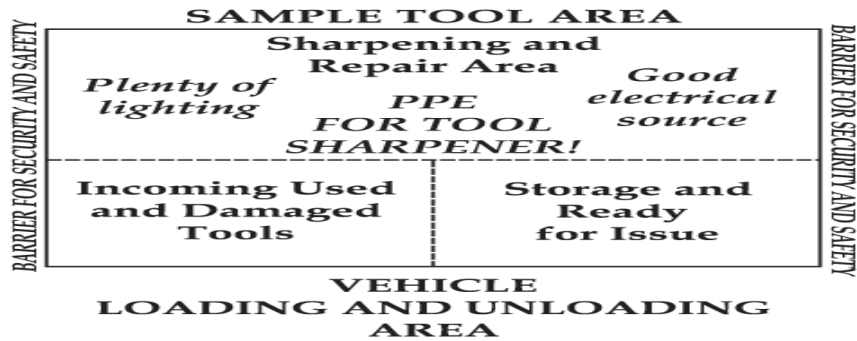 SAMPLE TOOL AREA
BARRIER FOR SECURITY AND SAFETY
Sharpening and
Repair Area
Plenty of
lighting
PPE
FOR TOOL
SHARPENER!
Good
electrical
source
BARRIER FOR SECURITY AND SAFETY
Incoming Used
and Damaged
Tools
Storage and
Ready
for Issue
VEHICLE
LOADING AND UNLOADING
AREA